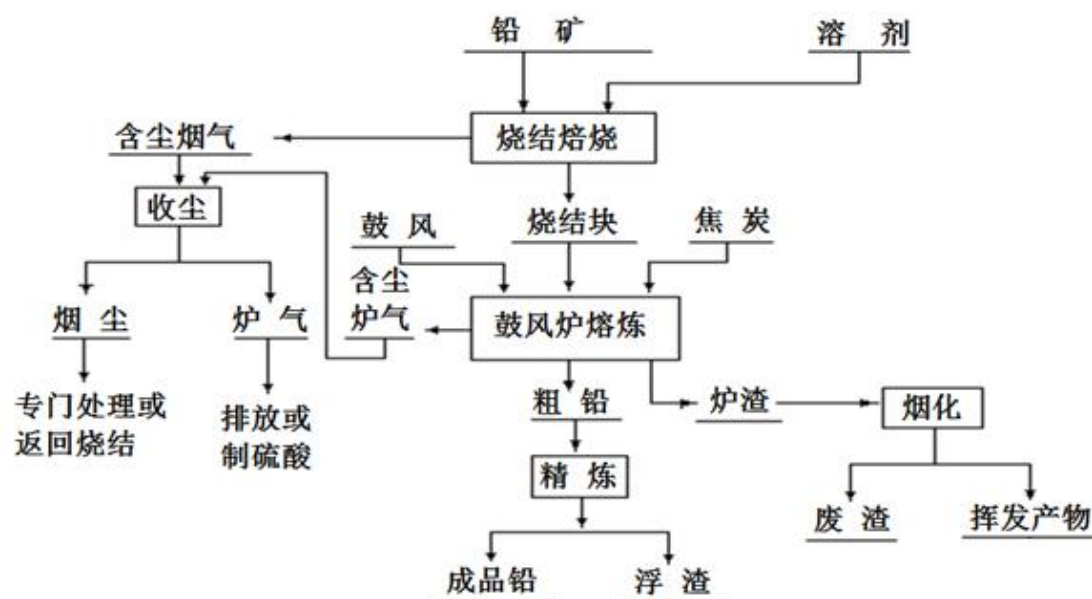 铅 矿
溶 剂
含尘烟气
烧结焙烧
收尘
鼓 风
烧结块
焦 炭
含尘
炉气
烟 尘
炉 气
鼓风炉熔炼
专门处理或
返回烧结
排放或
制硫酸
粗 铅
炉渣
烟化
精 炼
废 渣
挥发产物
成品铅
浮 渣